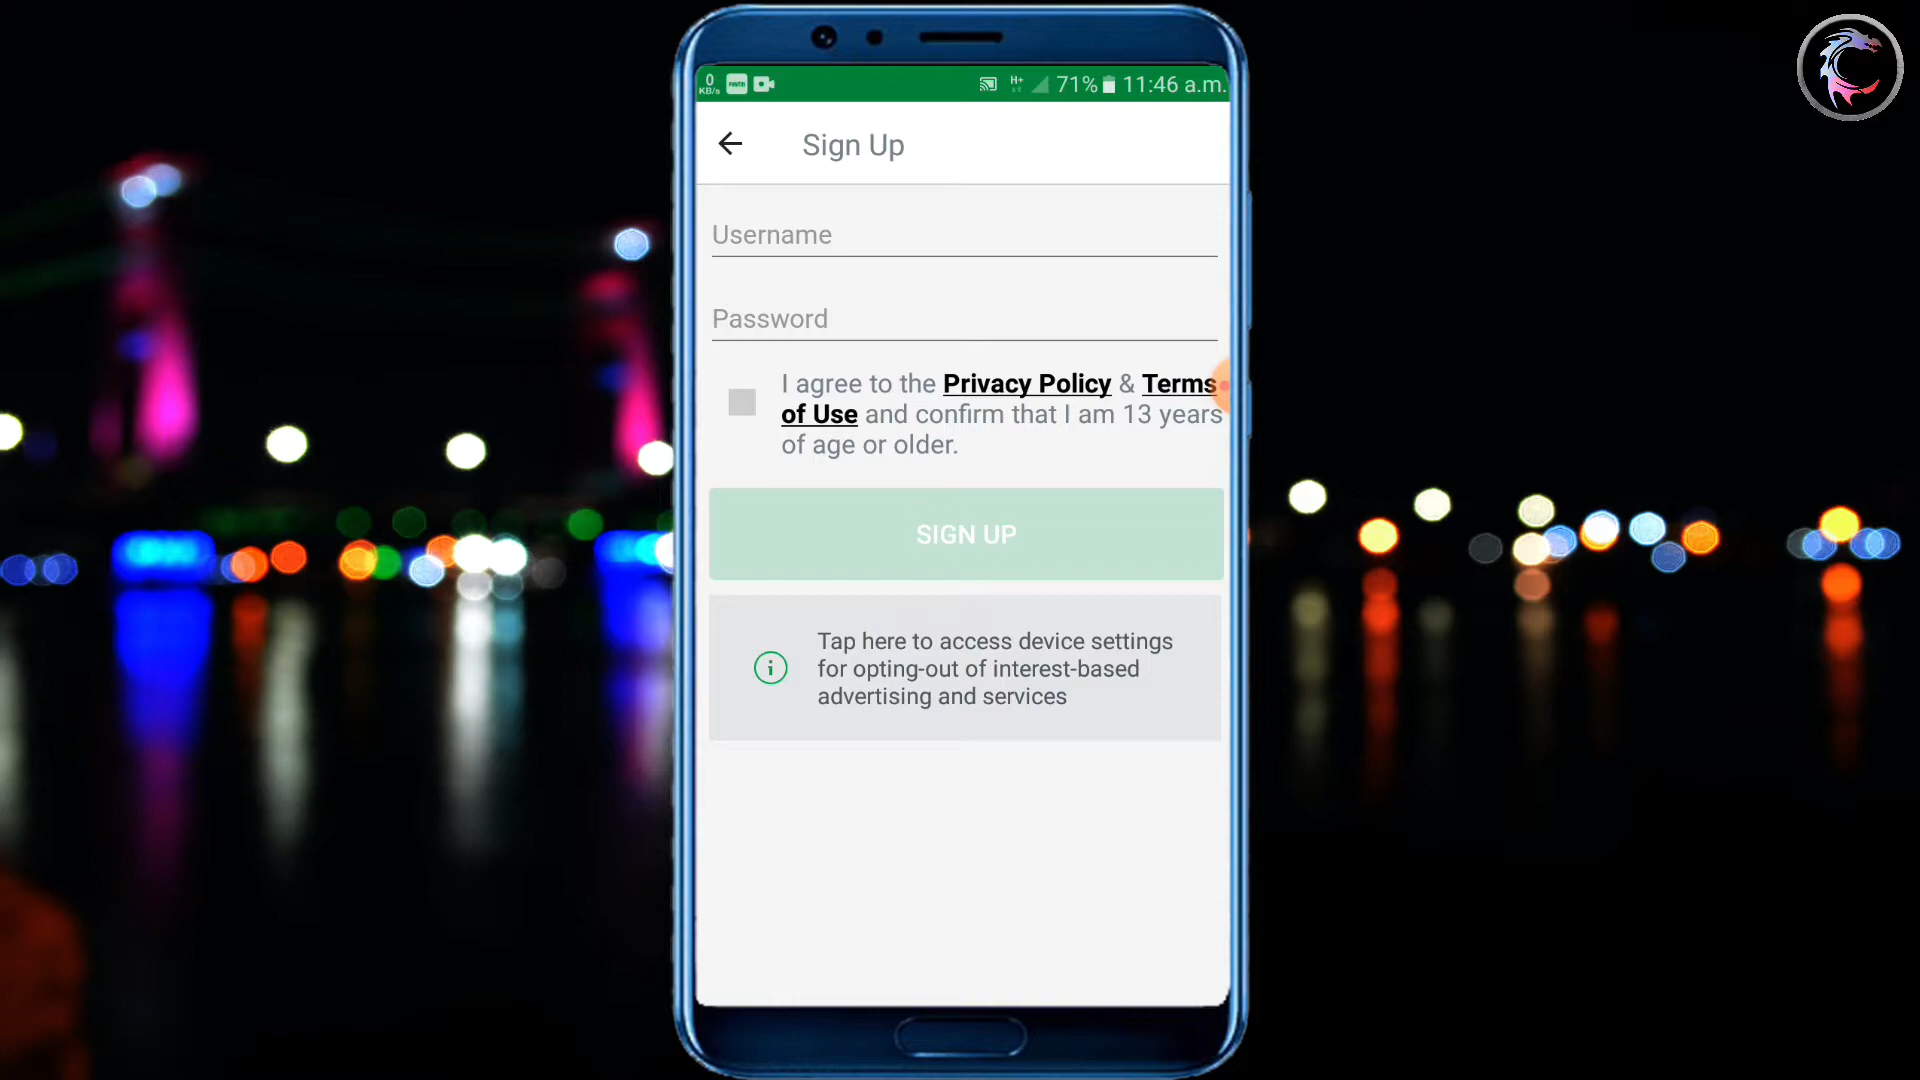 0
KB/s
H+
71%
11:46 a.m.
Sign Up
Username
Password
I agree to the Privacy Policy & Terms
of Use and confirm that I am 13 years
of age or older.
SIGN UP
Tap here to access device settings
for opting-out of interest-based
advertising and services